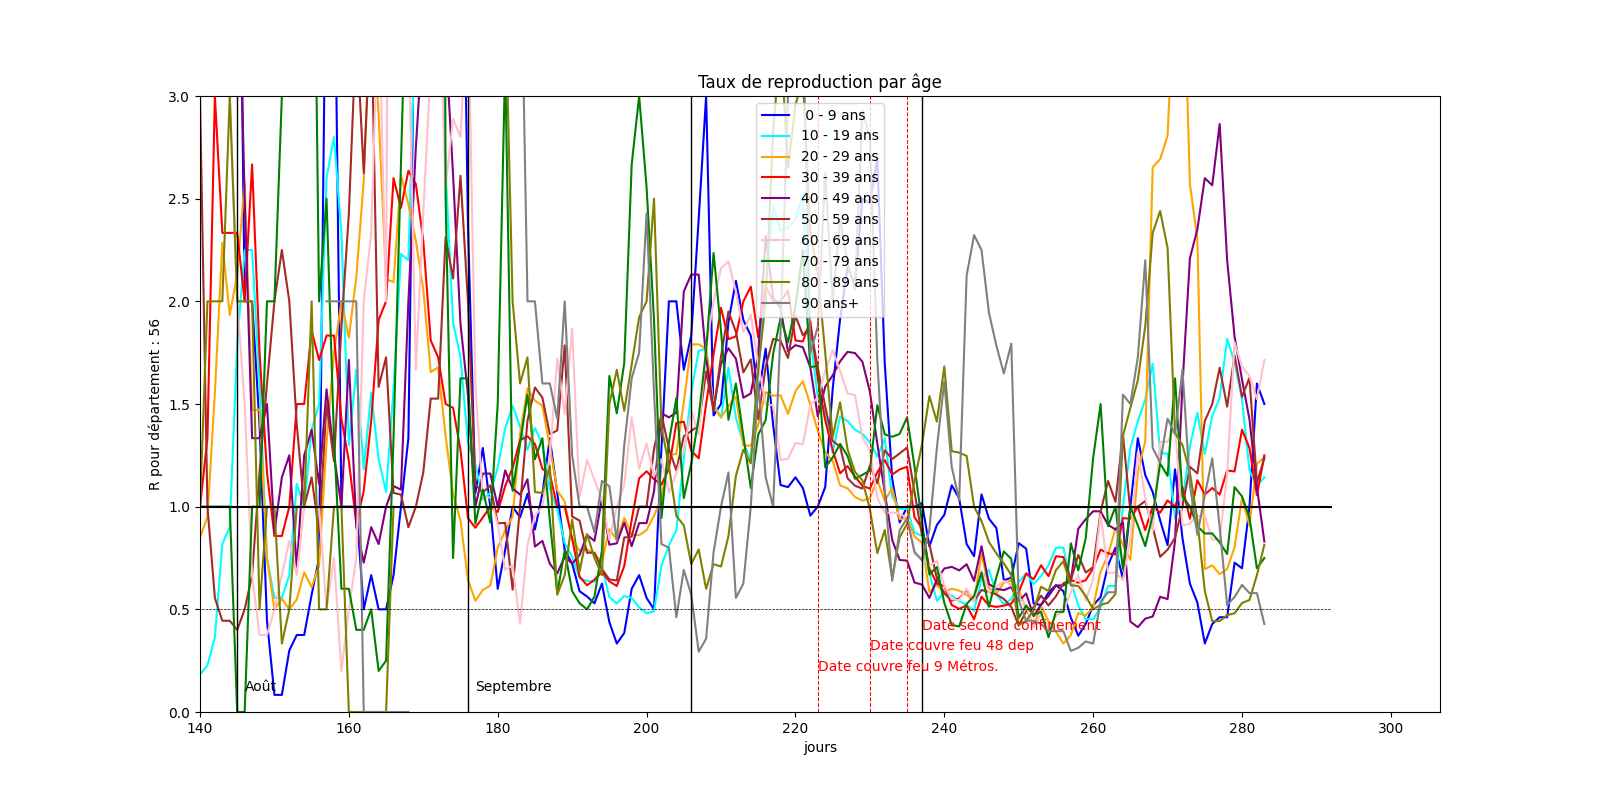 Taux de reproduction par âge
R pour département : 56
3.0
2.5
2.0
1.5
1.0
0.5
0.0
0 - 9 ans
10 - 19 ans
20 - 29 ans
30 - 39 ans
40 - 49 ans
50 - 59 ans
60 - 69 ans
70 - 79 ans
80 - 89 ans
90 ans+
Date second confinement
Date couvre feu 48 dep
Date couvre feu 9 Métros.
Août
Septembre
140 160 180 200 220 240 260 280 300
jours